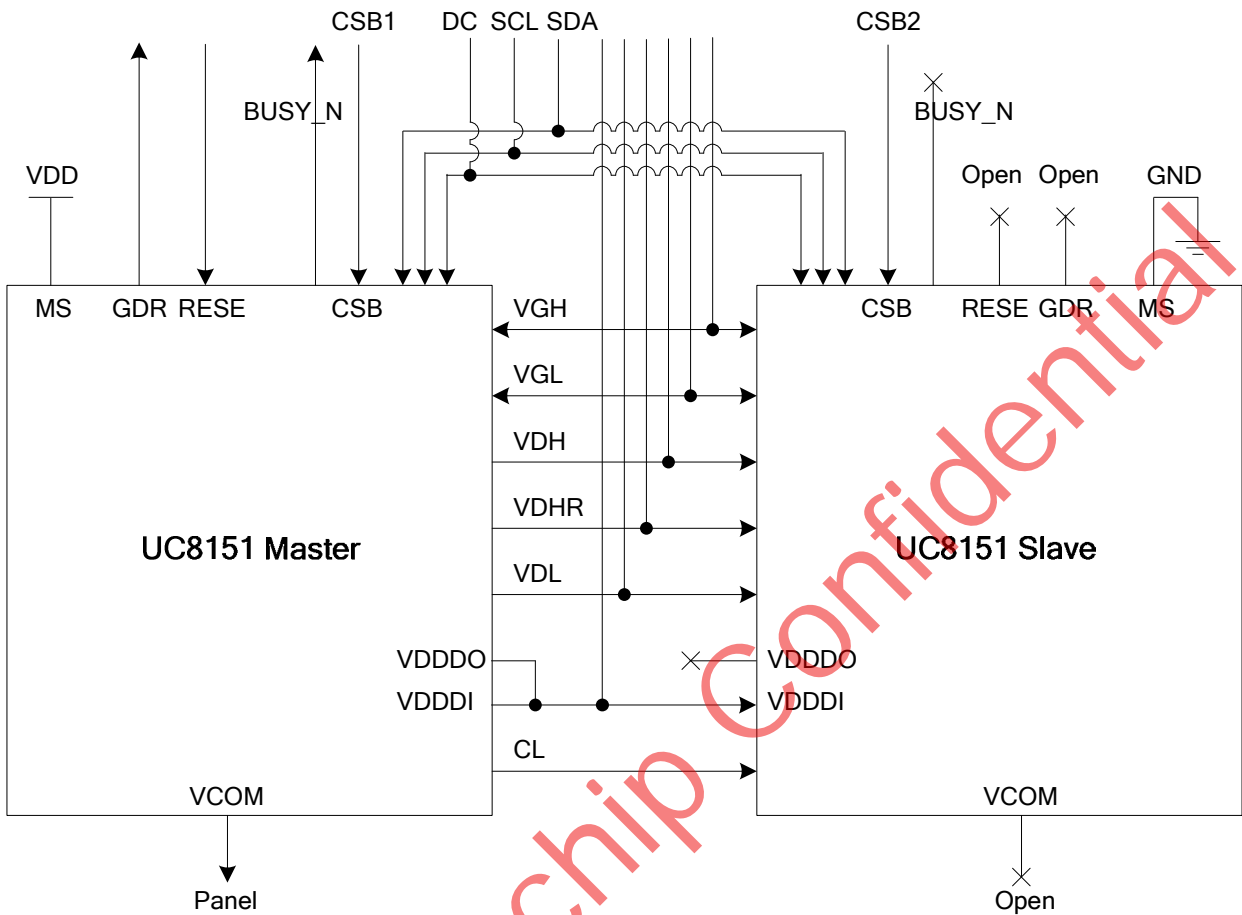 CSB1 DC SCL SDA CSB2
BUSY_N BUSY_N
VDD Open Open GND
MS GDR RESE CSB CSB RESE GDR MS
VGH
VGL
VDH
VDHR
UC8151 Master UC8151 Slave
VDL
VDDDO VDDDO
VDDDI VDDDI
CL
VCOM VCOM
Panel Open
chip Confidential